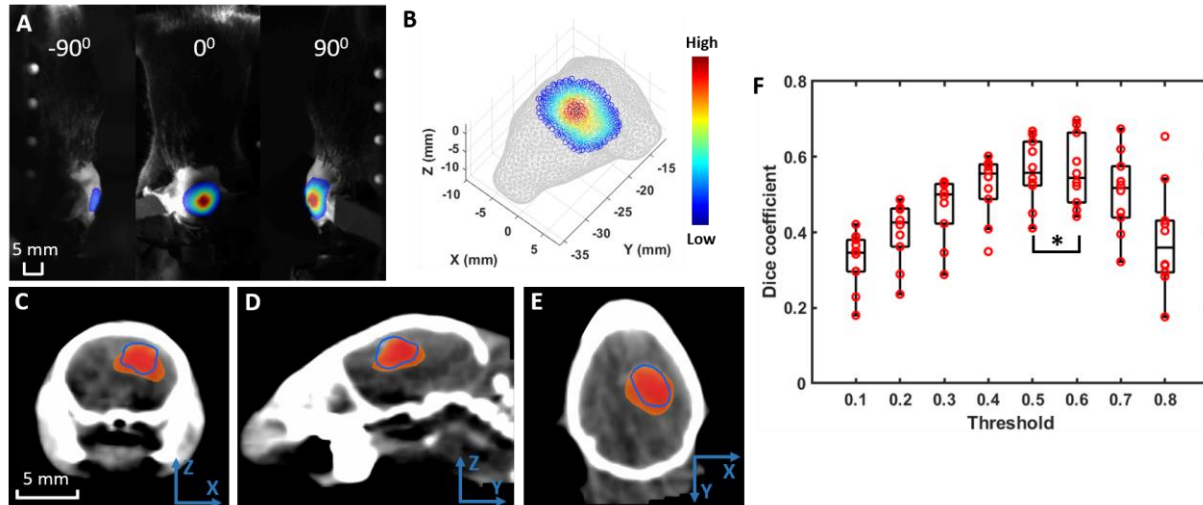 A
-90⁰
0⁰
90⁰
5 mm
B
Z (mm)
0
-5
-10
-5
0
5
X (mm)
-15
-20
-25
-30
-35
Y (mm)
High
Low
C
5 mm
Z
X
D
Z
Y
E
X
Y
F
Dice coefficient
0.8
0.6
0.4
0.2
0
*
0.1 0.2 0.3 0.4 0.5 0.6 0.7 0.8
Threshold